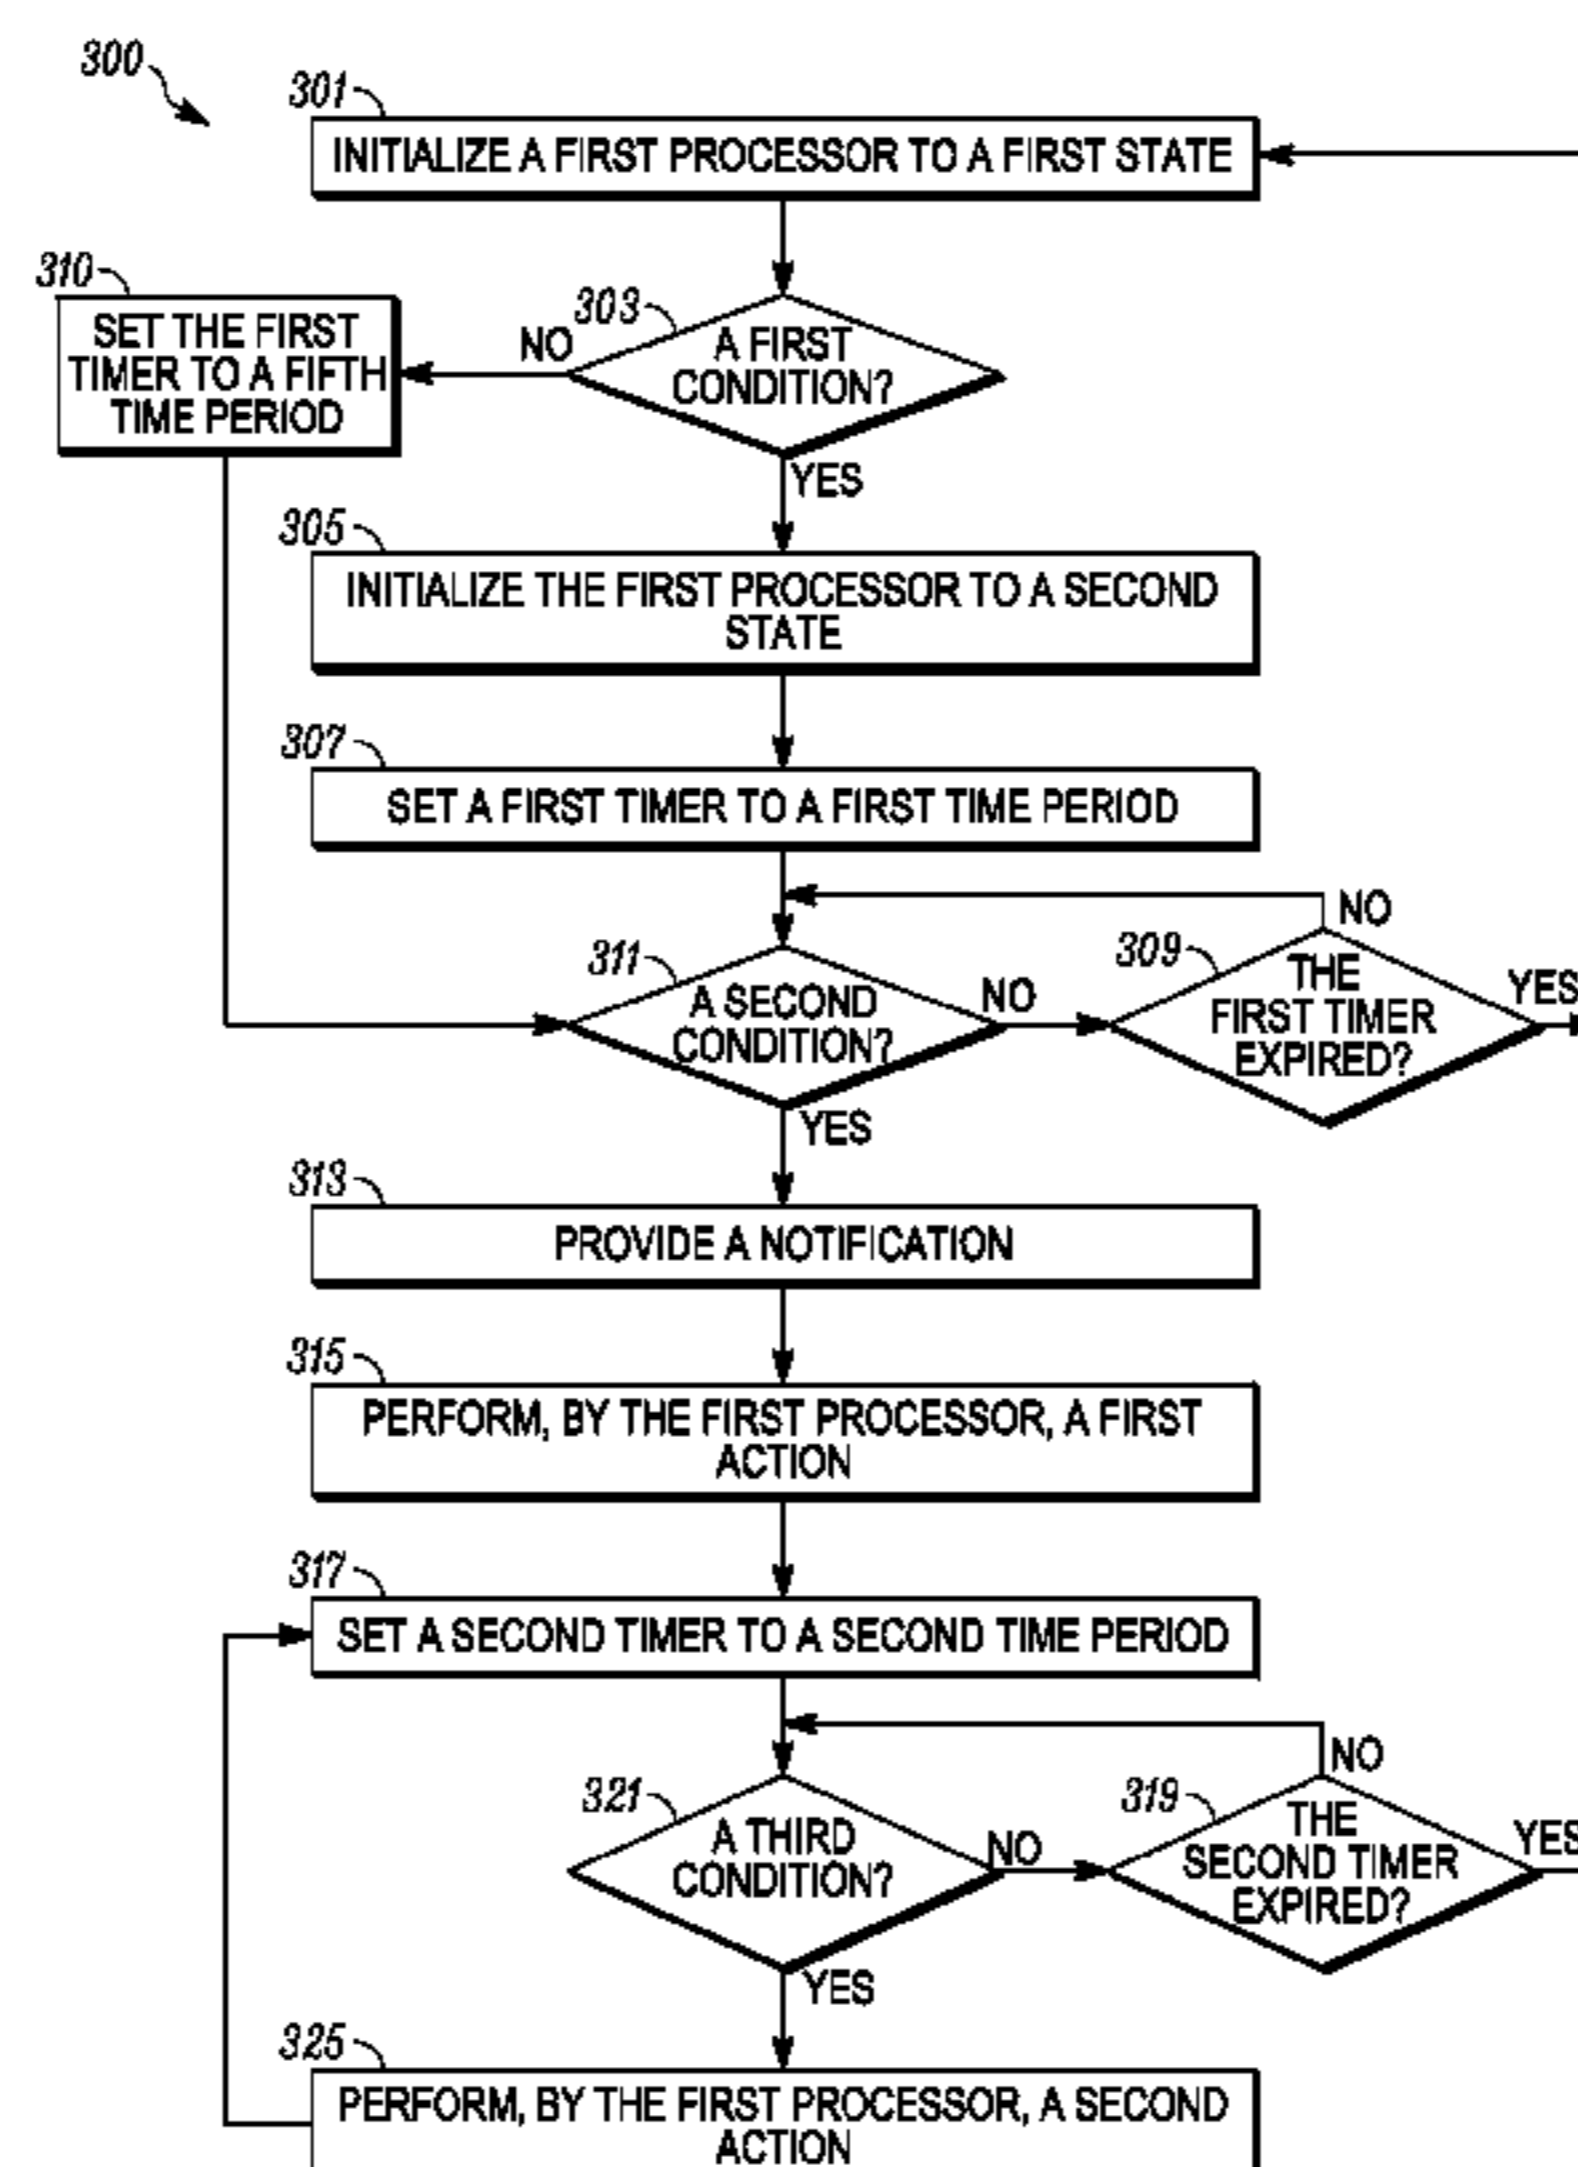 300
301
INITIALIZE A FIRST PROCESSOR TO A FIRST STATE
310
SET THE FIRST
TIMER TO A FIFTH
TIME PERIOD
NO
303
A FIRST
CONDITION?
YES
305
INITIALIZE THE FIRST PROCESSOR TO A SECOND
STATE
307
SET A FIRST TIMER TO A FIRST TIME PERIOD
311
A SECOND
CONDITION?
NO
309
THE
FIRST TIMER
EXPIRED?
NO
YES
YES
313
PROVIDE A NOTIFICATION
315
PERFORM, BY THE FIRST PROCESSOR, A FIRST
ACTION
317
SET A SECOND TIMER TO A SECOND TIME PERIOD
321
A THIRD
CONDITION?
NO
319
THE
SECOND TIMER
EXPIRED?
NO
YES
YES
325
PERFORM, BY THE FIRST PROCESSOR, A SECOND
ACTION